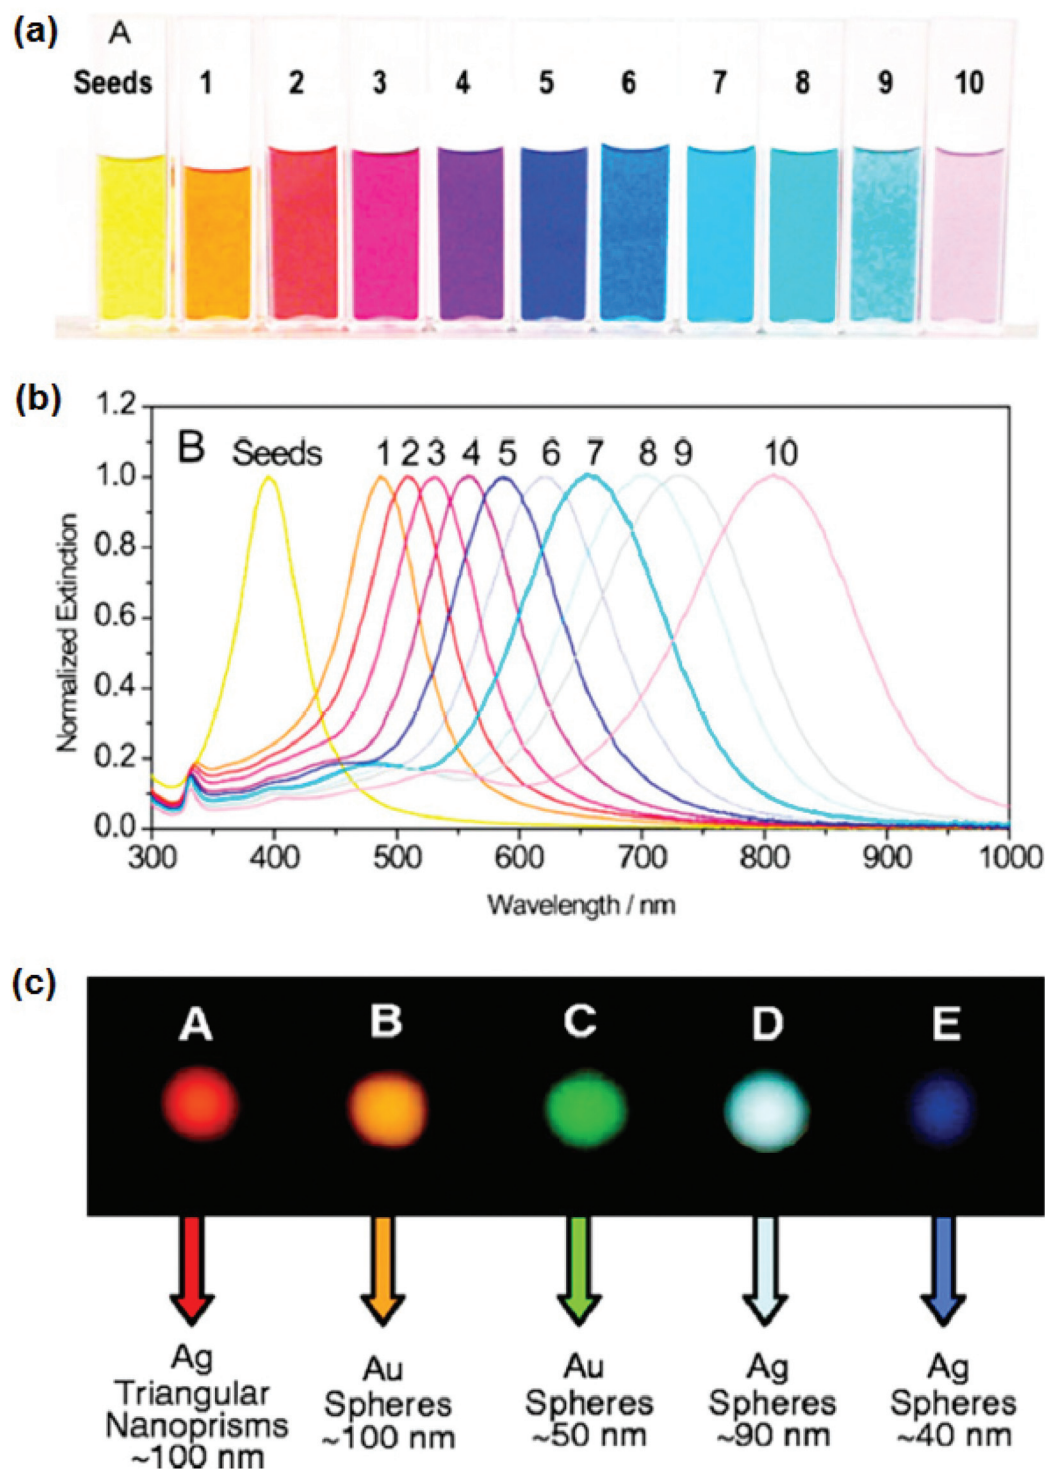 (a)
A
Seeds 1 2 3 4 5 6 7 8 9 10
(b)
B Seeds 1 2 3 4 5 6 7 8 9 10
1.2
1.0
0.8
0.6
0.4
0.2
0.0
Normalized Extinction
300 400 500 600 700 800 900 1000
Wavelength / nm
(c)
A B C D E
Ag
Triangular
Nanoprisms
~100 nm
Au
Spheres
~100 nm
Au
Spheres
~50 nm
Ag
Spheres
~90 nm
Ag
Spheres
~40 nm